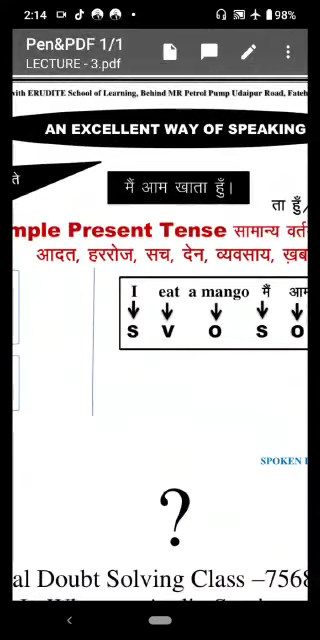 2:14 98%
Pen&PDF 1/1
LECTURE - 3.pdf
with ERUDITE School of Learning, Behind MR Petrol Pump Udaipur Road, Fateh
AN EXCELLENT WAY OF SPEAKING
ते
मैं आम खाता हूँ।
ता हूँ/
mple Present Tense सामान्य वर्त
आदत, हररोज, सच, देन, व्यवसाय, ख़ब
I eat a mango मैं आम
S V O S O
SPOKEN
?
al Doubt Solving Class –7568